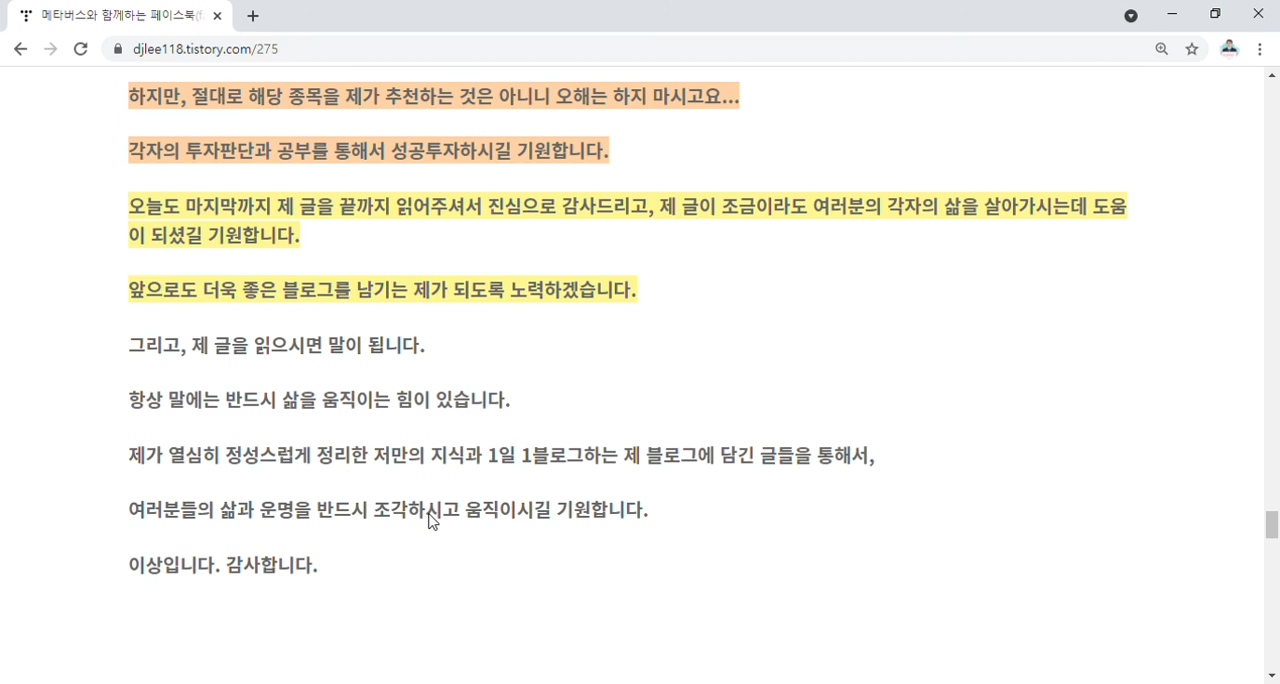 메타버스와 함께하는 페이스북(f
djlee118.tistory.com/275
하지만, 절대로 해당 종목을 제가 추천하는 것은 아니니 오해는 하지 마시고요...
각자의 투자판단과 공부를 통해서 성공투자하시길 기원합니다.
오늘도 마지막까지 제 글을 끝까지 읽어주셔서 진심으로 감사드리고, 제 글이 조금이라도 여러분의 각자의 삶을 살아가시는데 도움
이 되셨길 기원합니다.
앞으로도 더욱 좋은 블로그를 남기는 제가 되도록 노력하겠습니다.
그리고, 제 글을 읽으시면 말이 됩니다.
항상 말에는 반드시 삶을 움직이는 힘이 있습니다.
제가 열심히 정성스럽게 정리한 저만의 지식과 1일 1블로그하는 제 블로그에 담긴 글들을 통해서,
여러분들의 삶과 운명을 반드시 조각하시고 움직이시길 기원합니다.
이상입니다. 감사합니다.